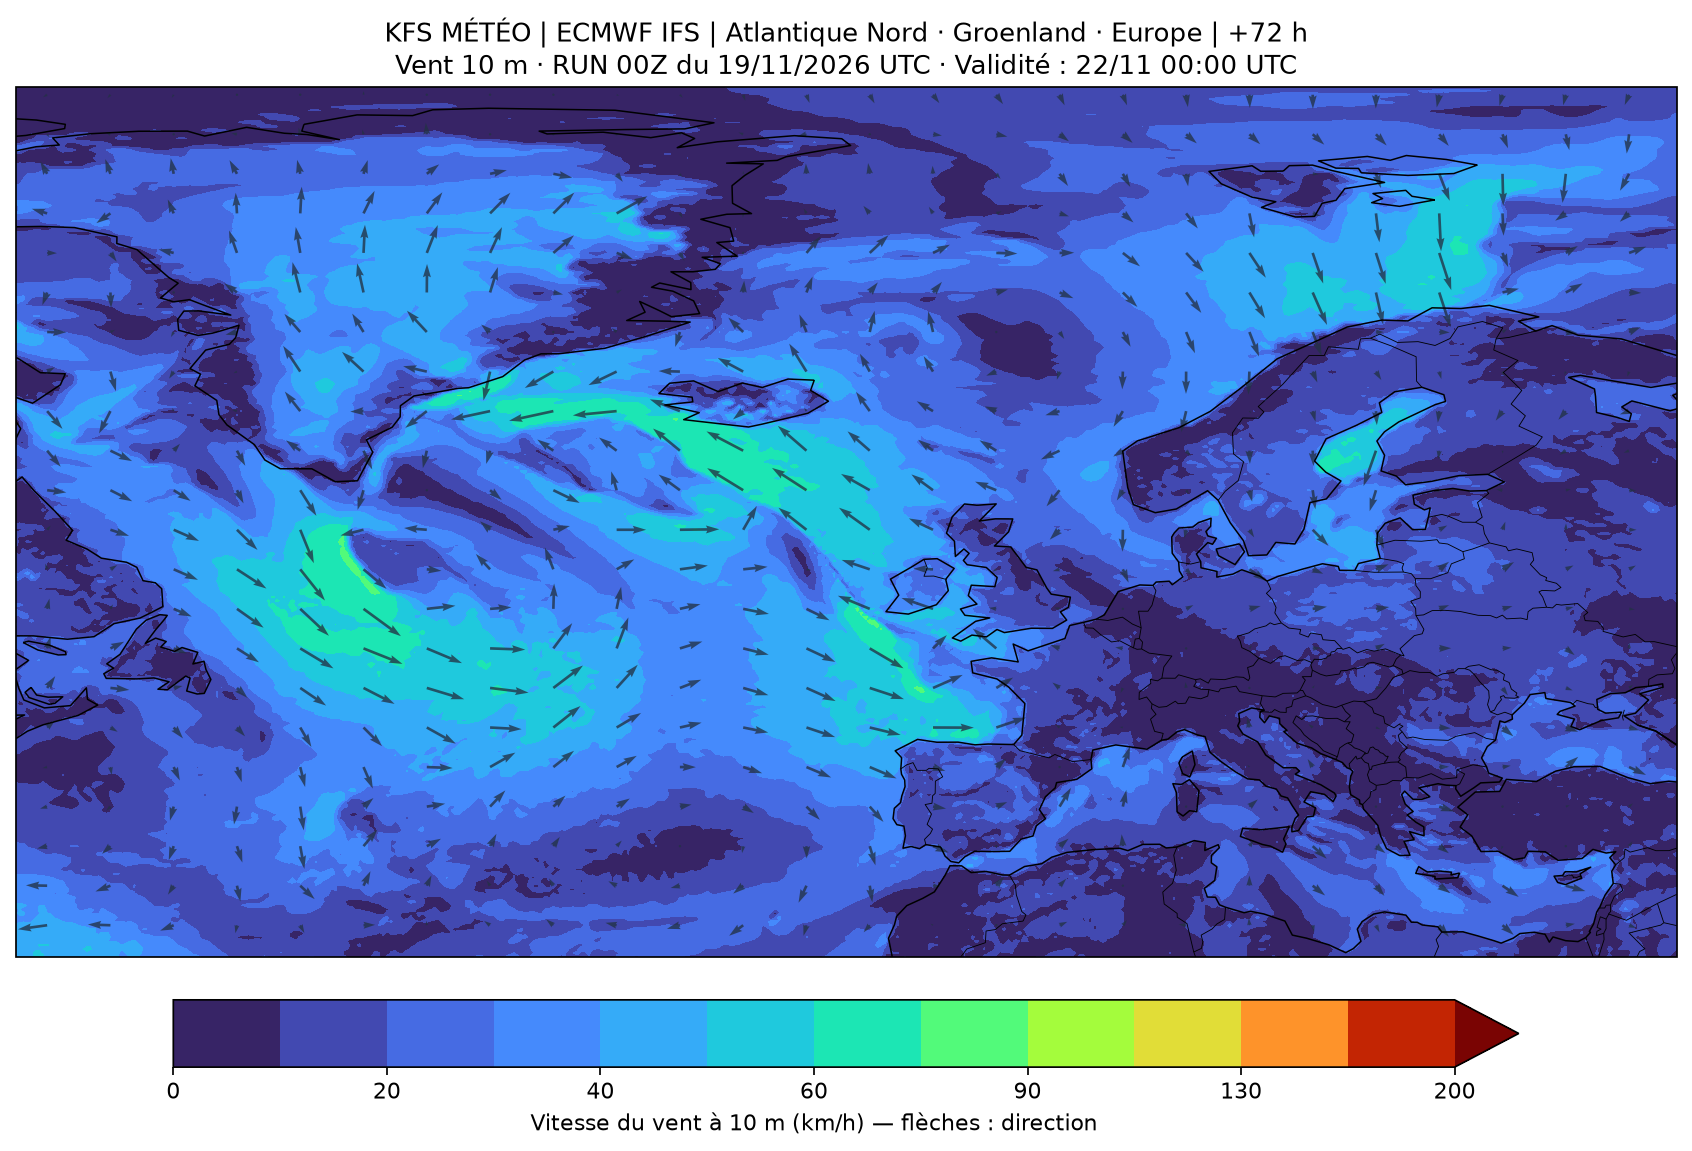 KFS MÉTÉO | ECMWF IFS | Atlantique Nord · Groenland · Europe | +72 h
Vent 10 m · RUN 00Z du 19/11/2026 UTC · Validité : 22/11 00:00 UTC
0 20 40 60 90 130 200
Vitesse du vent à 10 m (km/h) — flèches : direction